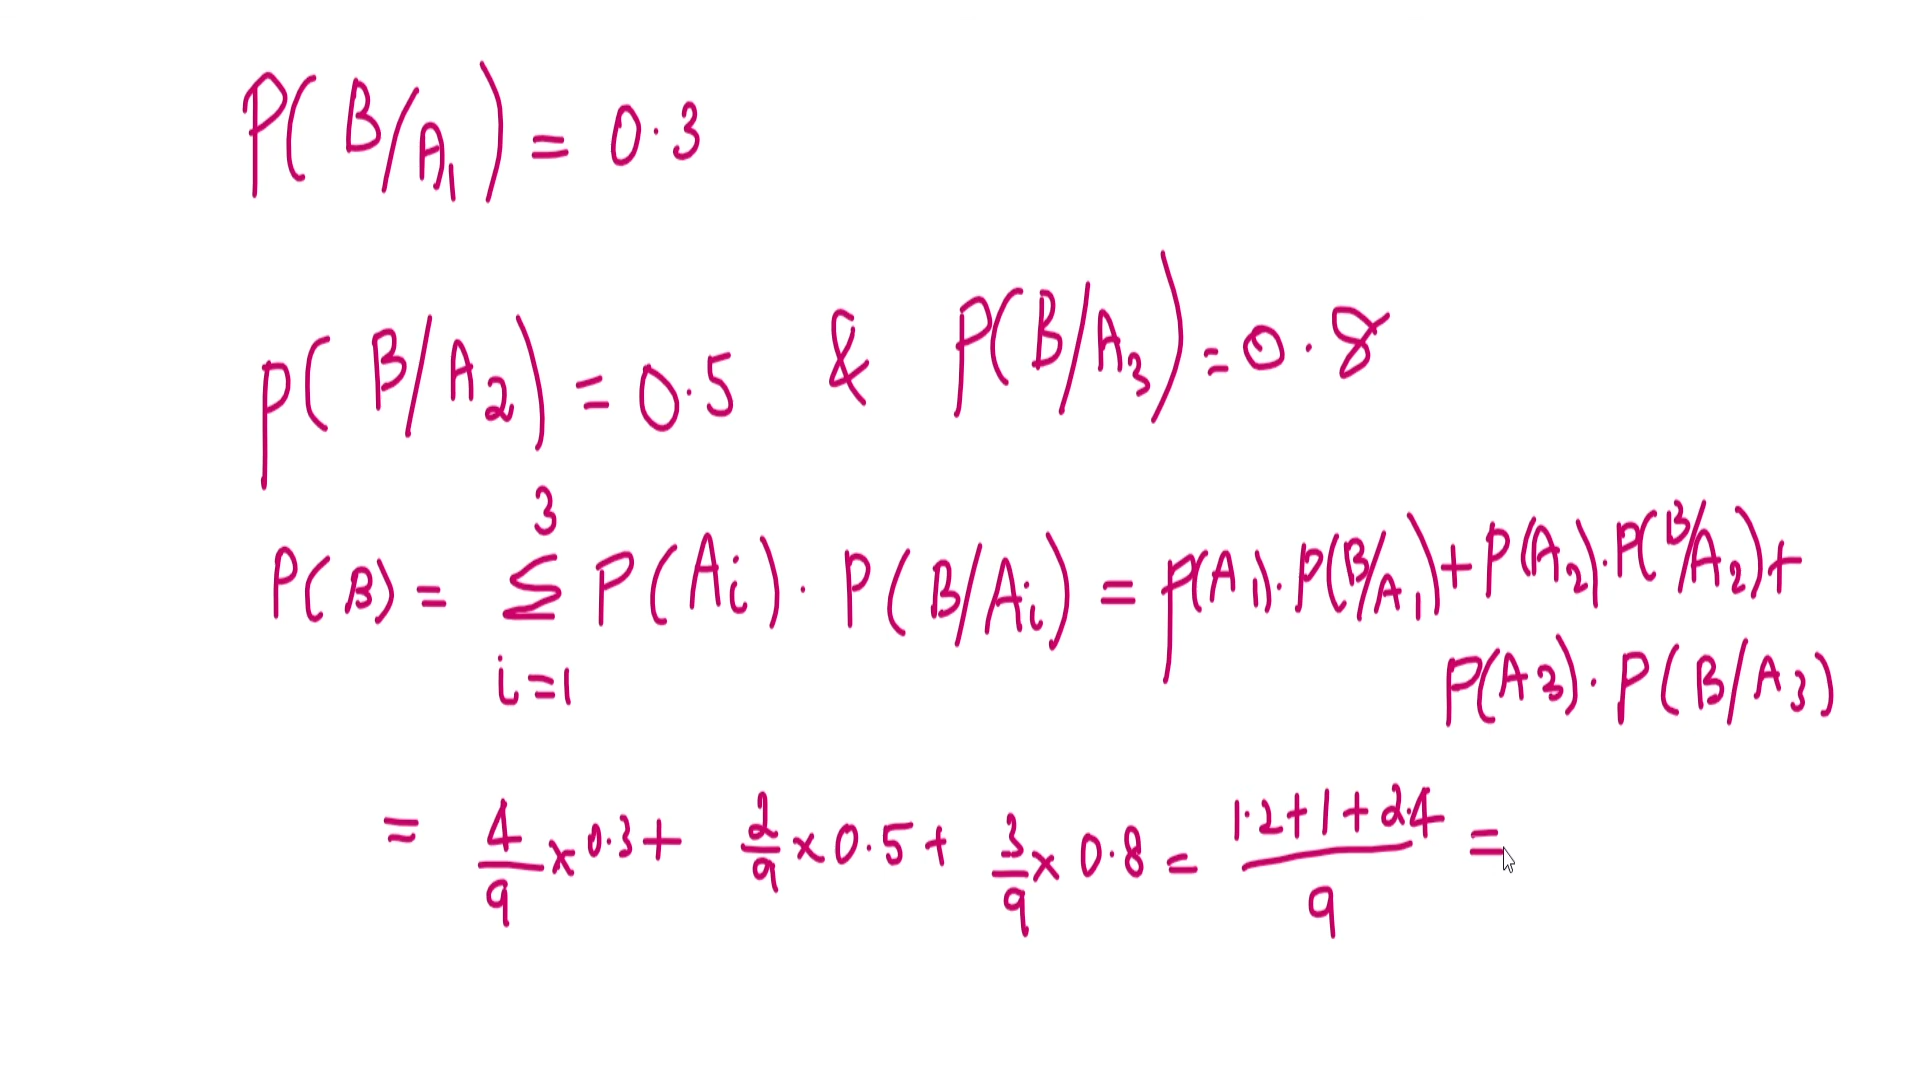 P(B/A₁) = 0.3
P(B/A₂) = 0.5 & P(B/A₃) = 0.8
P(B) = 3 Σ i=1 P(Ai) · P(B/Ai) = P(A₁)·P(B/A₁) + P(A₂)·P(B/A₂) +
P(A3)· P(B/A₃)
= 4/9 × 0.3 + 2/9 × 0.5 + 3/9 × 0.8 = 1.2+1+2.4/9 =